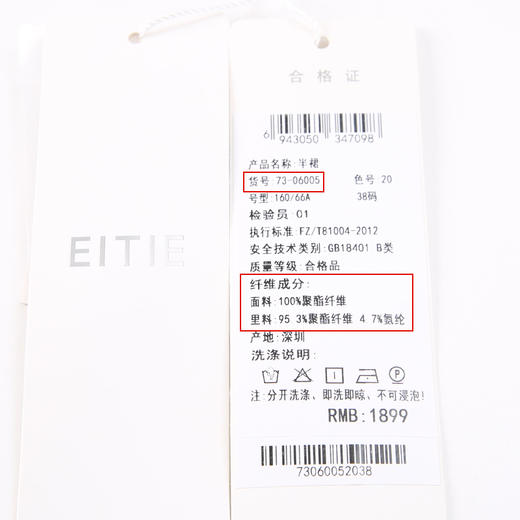 EITIE
合格证
6 943050 347098
产品名称:半裙
货号:73-06005 色号:20
号型:160/66A 38码
检验员:01
执行标准:FZ/T81004-2012
安全技术类别:GB18401 B类
质量等级:合格品
纤维成分:
面料:100%聚酯纤维
里料:95 3%聚酯纤维 4 7%氨纶
产地:深圳
洗涤说明:
注:分开洗涤、即洗即晾、不可浸泡!
RMB:1899
73060052038